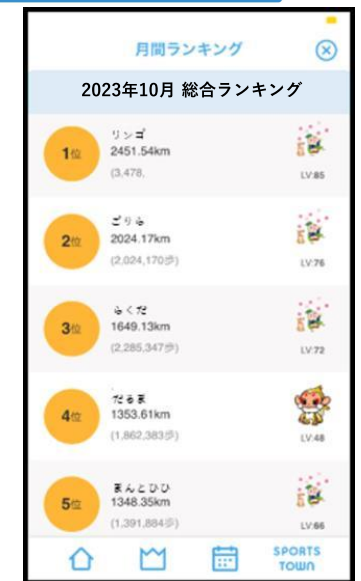 月間ランキング
2023年10月 総合ランキング
1位
リンゴ
2451.54km
(3,478,
LV:85
2位
ごりら
2024.17km
(2,024,170歩)
LV:76
3位
らくだ
1649.13km
(2,285,347歩)
LV:72
4位
だるま
1353.61km
(1,862,383歩)
LV:48
5位
まんとひひ
1348.35km
(1,391,884歩)
LV:66
SPORTS
TOWN